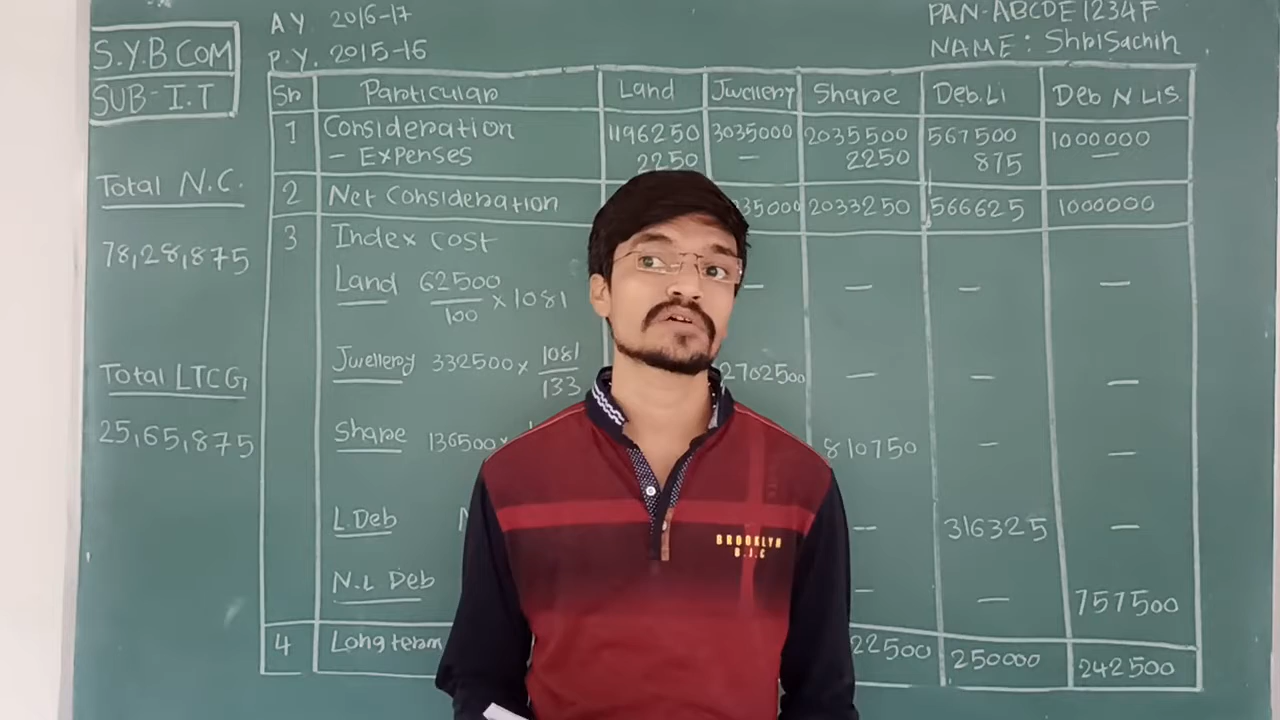 A.Y. 2016-17
P.Y. 2015-16
PAN-ABCDE1234F
NAME: ShblSachin
S.Y.B COM
SUB-I.T
Total N.C.
78,28,875
Total LTCG
25,65,875
Sr Particular Land Jwellery Share Deb.Li Deb N LIS.
1 Consideration 1196250 3035000 2035500 567500 1000000
- Expenses 2250 — 2250 875 —
2 Net Consideration 35000 2033250 566625 1000000
3 Index cost
Land 62500/100 × 1081 — — — —
Jwellery 332500 × 1081/133 2702500 — — —
Share 136500 × 810750 — —
L.Deb — 316325 —
N.L Deb — — 757500
4 Long term 22500 250000 242500
BROOKLYN